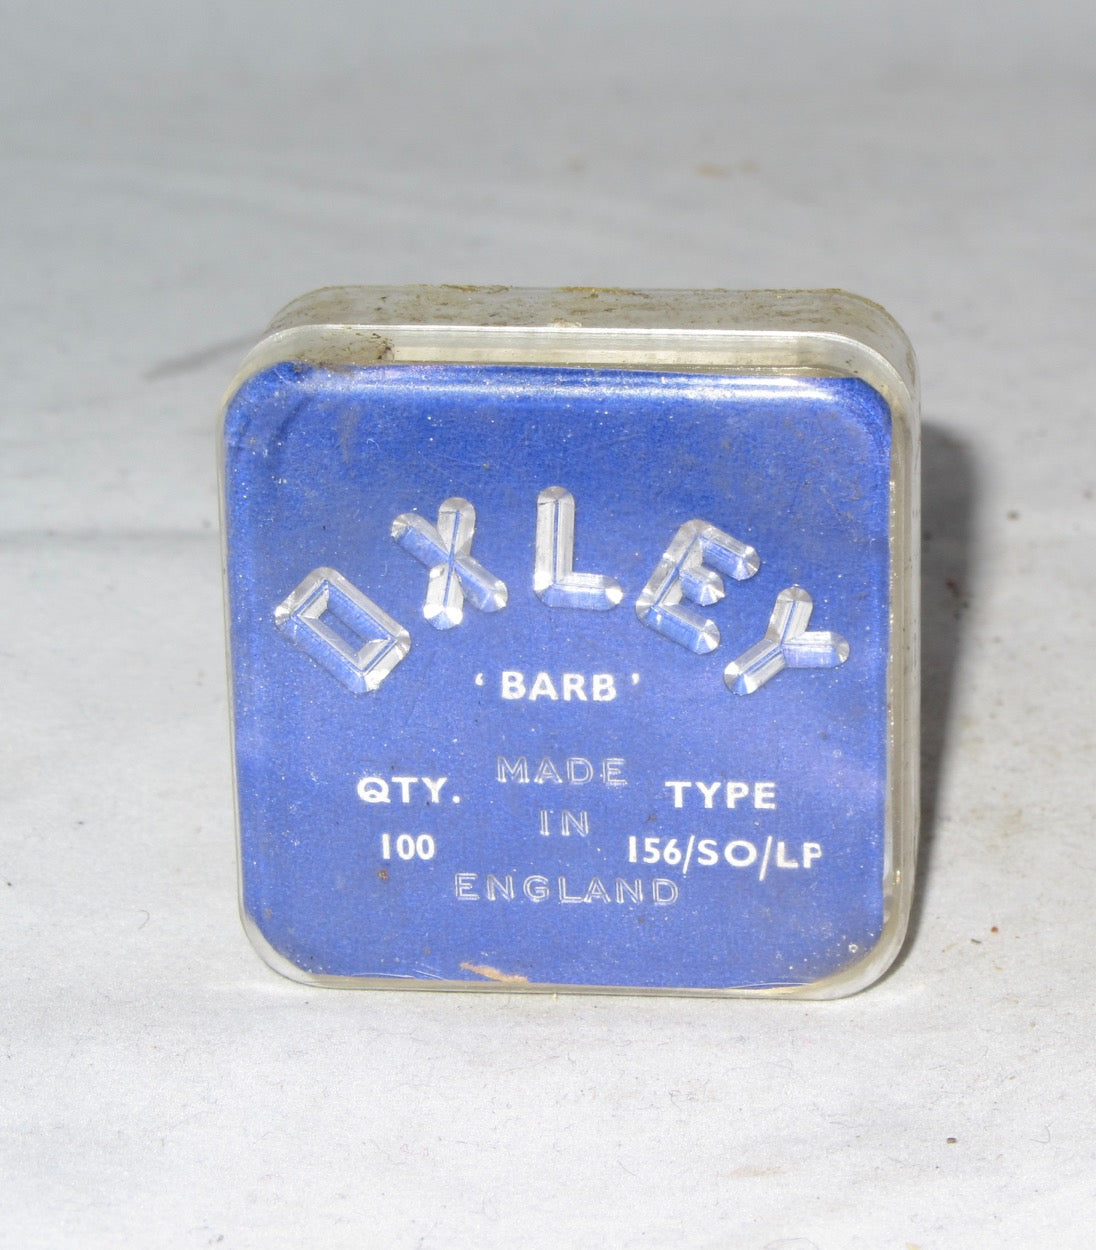 OXLEY
‘ BARB ’
MADE
QTY. TYPE
IN
100 156/SO/LP
ENGLAND